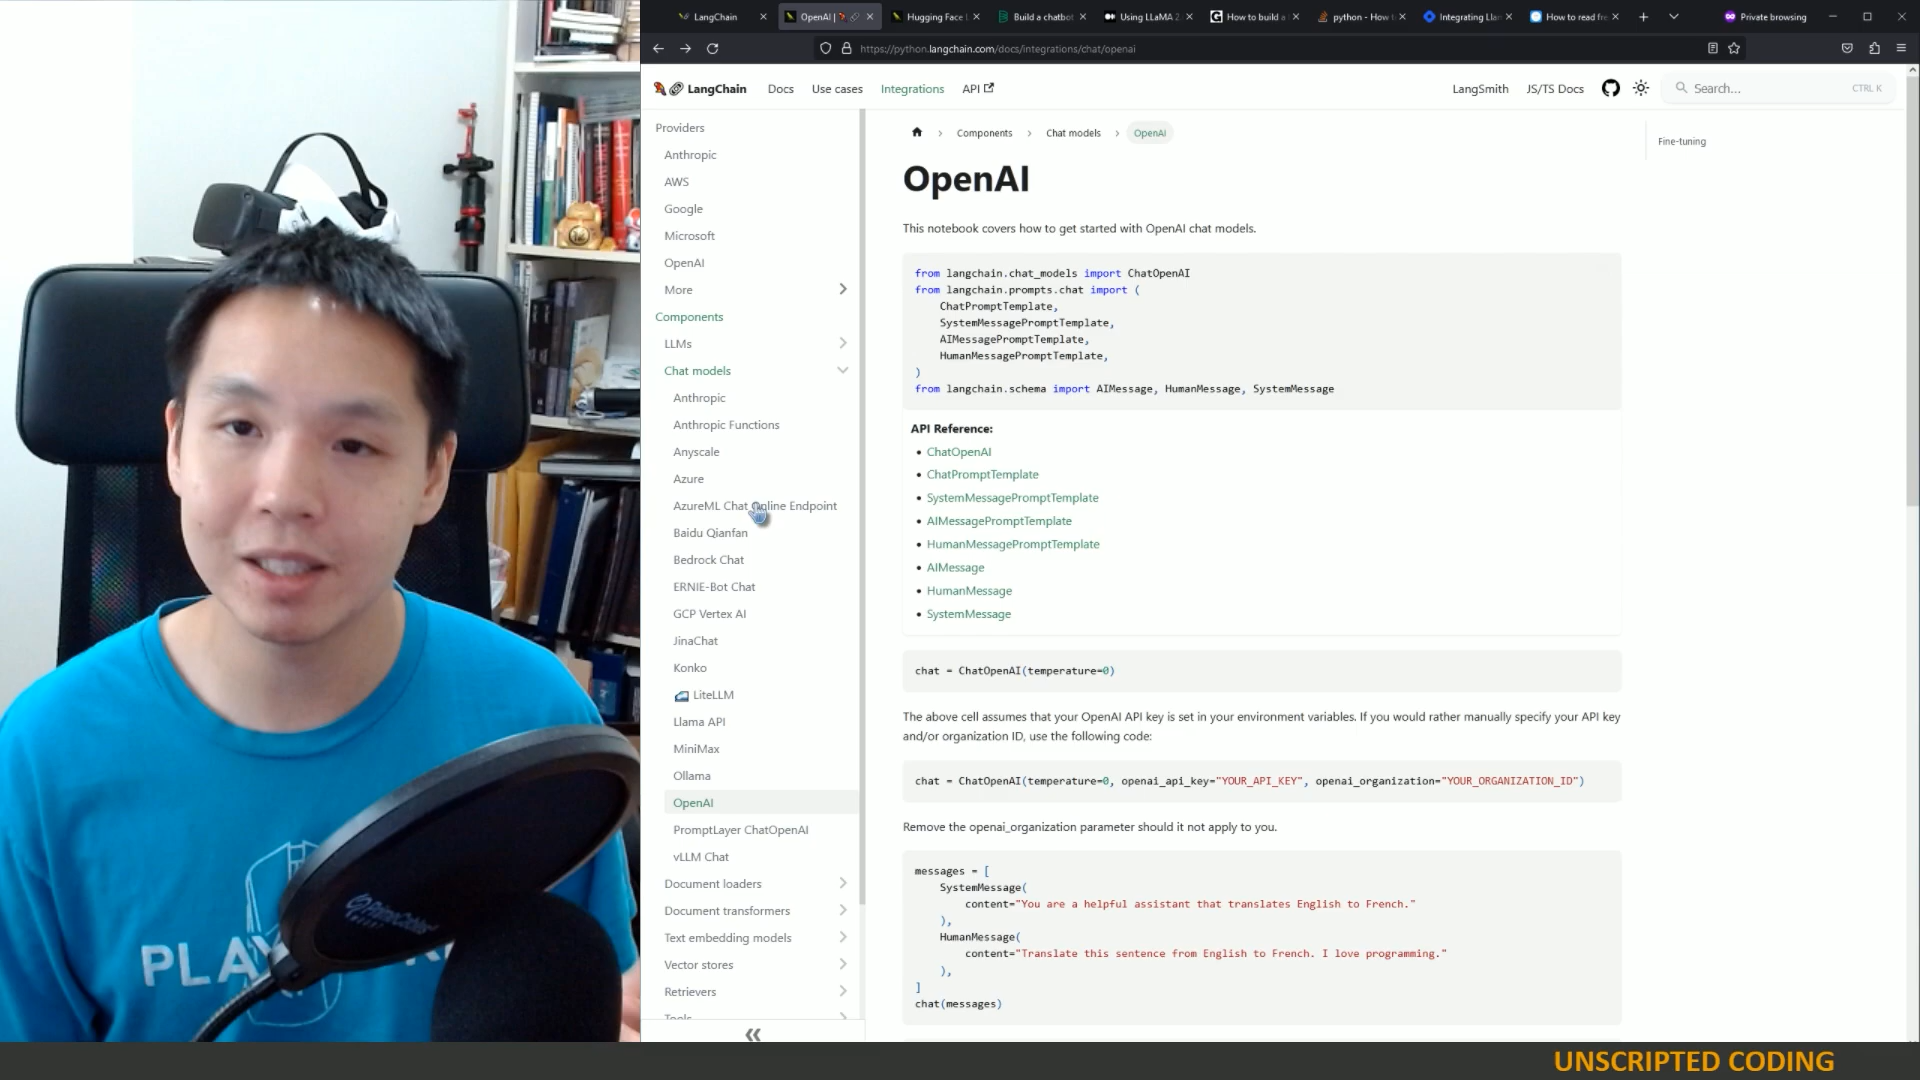 LangChain
OpenAI |
Hugging Face L
Build a chatbot
Using LLaMA 2.
How to build a
python - How t
Integrating Llam
How to read fr
Private browsing
https://python.langchain.com/docs/integrations/chat/openai
LangChain
Docs
Use cases
Integrations
API
LangSmith
JS/TS Docs
Search...
CTRL K
Providers
Anthropic
AWS
Google
Microsoft
OpenAI
More
Components
LLMs
Chat models
Anthropic
Anthropic Functions
Anyscale
Azure
AzureML Chat Online Endpoint
Baidu Qianfan
Bedrock Chat
ERNIE-Bot Chat
GCP Vertex AI
JinaChat
Konko
LiteLLM
Llama API
MiniMax
Ollama
OpenAI
PromptLayer ChatOpenAI
vLLM Chat
Document loaders
Document transformers
Text embedding models
Vector stores
Retrievers
Tools
Components
Chat models
OpenAI
OpenAI
This notebook covers how to get started with OpenAI chat models.
from langchain.chat_models import ChatOpenAI
from langchain.prompts.chat import (
ChatPromptTemplate,
SystemMessagePromptTemplate,
AIMessagePromptTemplate,
HumanMessagePromptTemplate,
)
from langchain.schema import AIMessage, HumanMessage, SystemMessage
API Reference:
ChatOpenAI
ChatPromptTemplate
SystemMessagePromptTemplate
AIMessagePromptTemplate
HumanMessagePromptTemplate
AIMessage
HumanMessage
SystemMessage
chat = ChatOpenAI(temperature=0)
The above cell assumes that your OpenAI API key is set in your environment variables. If you would rather manually specify your API key
and/or organization ID, use the following code:
chat = ChatOpenAI(temperature=0, openai_api_key="YOUR_API_KEY", openai_organization="YOUR_ORGANIZATION_ID")
Remove the openai_organization parameter should it not apply to you.
messages = [
SystemMessage(
content="You are a helpful assistant that translates English to French."
),
HumanMessage(
content="Translate this sentence from English to French. I love programming."
),
]
chat(messages)
Fine-tuning
PLAY
UNSCRIPTED CODING